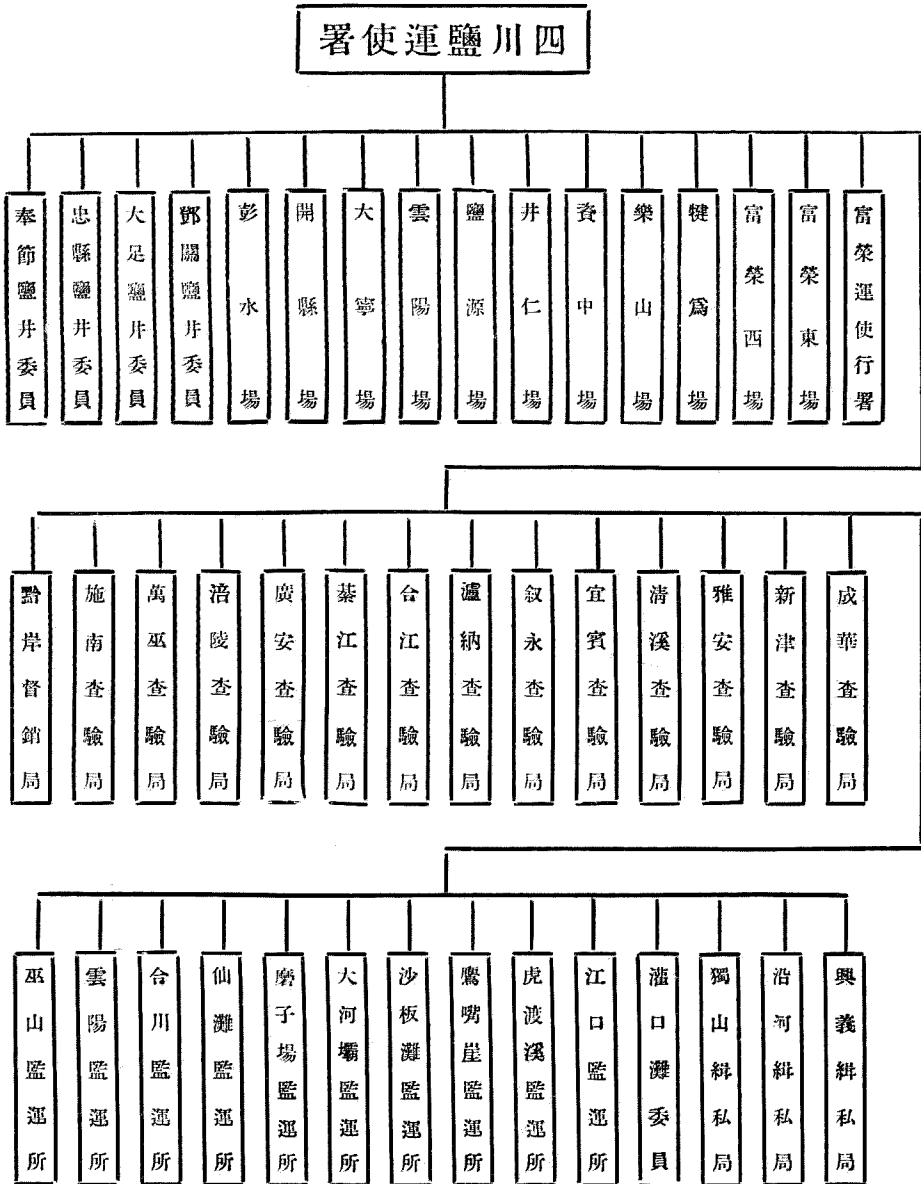 四川鹽運使署
富榮運使行署
富榮東場
富榮西場
犍爲場
樂山場
資中場
井仁場
鹽源場
雲陽場
大寧場
開縣場
彭水場
鄧關鹽井委員
大足鹽井委員
忠縣鹽井委員
奉節鹽井委員
成華查驗局
新津查驗局
雅安查驗局
清溪查驗局
宜賓查驗局
叙永查驗局
瀘納查驗局
合江查驗局
綦江查驗局
廣安查驗局
涪陵查驗局
萬巫查驗局
施南查驗局
黔岸督銷局
興義緝私局
沿河緝私局
獨山緝私局
灌口灘委員
江口監運所
虎渡溪監運所
鷹嘴崖監運所
沙板灘監運所
大河壩監運所
磨子場監運所
仙灘監運所
合川監運所
雲陽監運所
巫山監運所